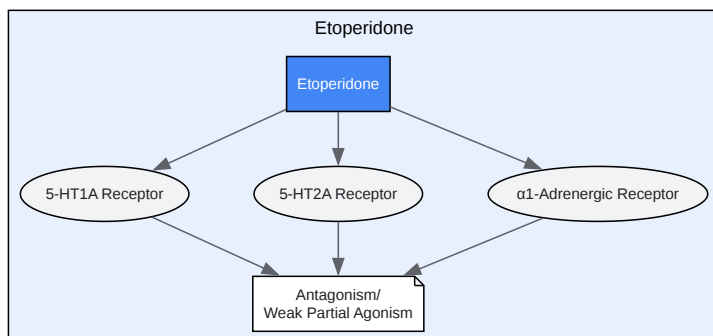 Etoperidone
Etoperidone
5-HT1A Receptor
5-HT2A Receptor
α1-Adrenergic Receptor
Antagonism/
Weak Partial Agonism